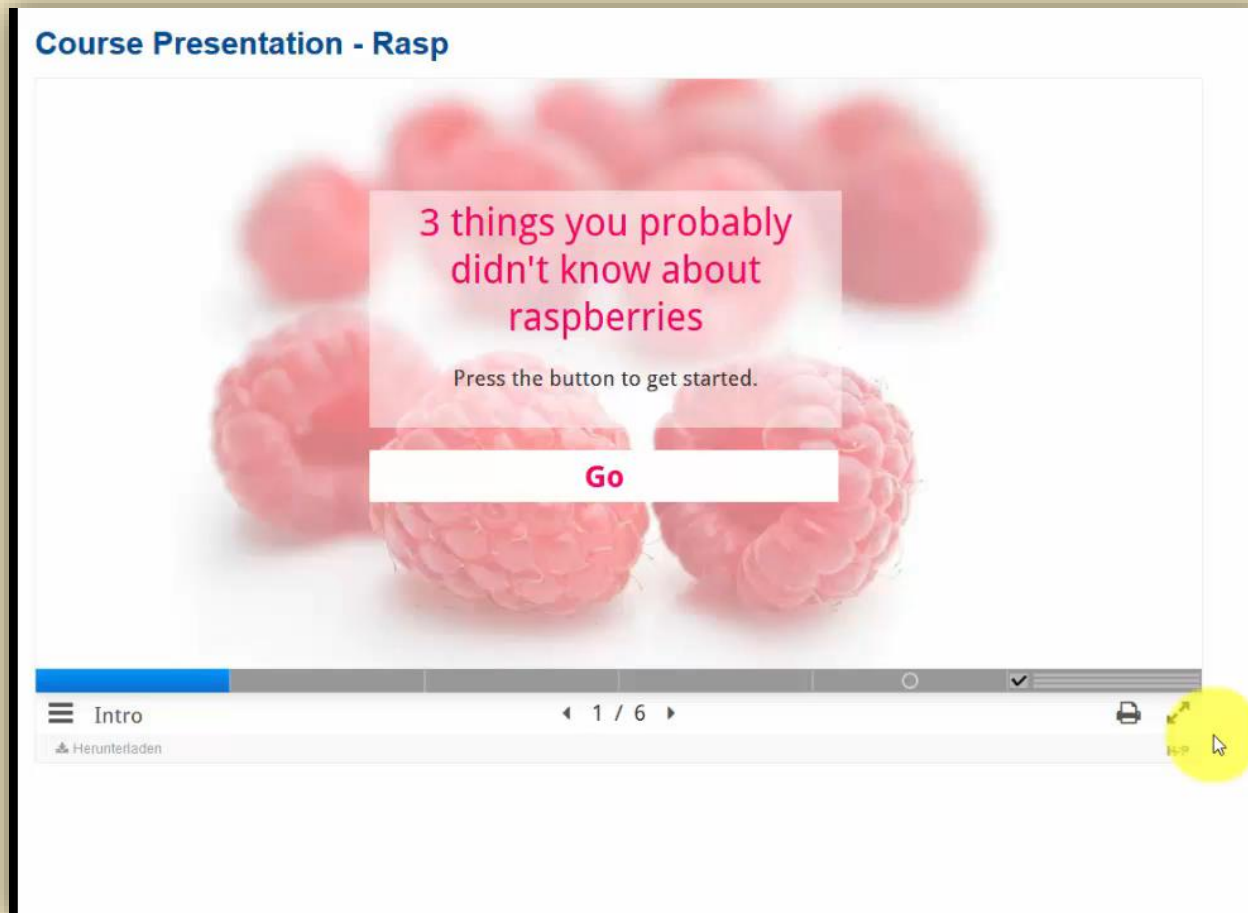 Course Presentation - Rasp
3 things you probably
didn't know about
raspberries
Press the button to get started.
Go
Intro
1 / 6
Herunterladen